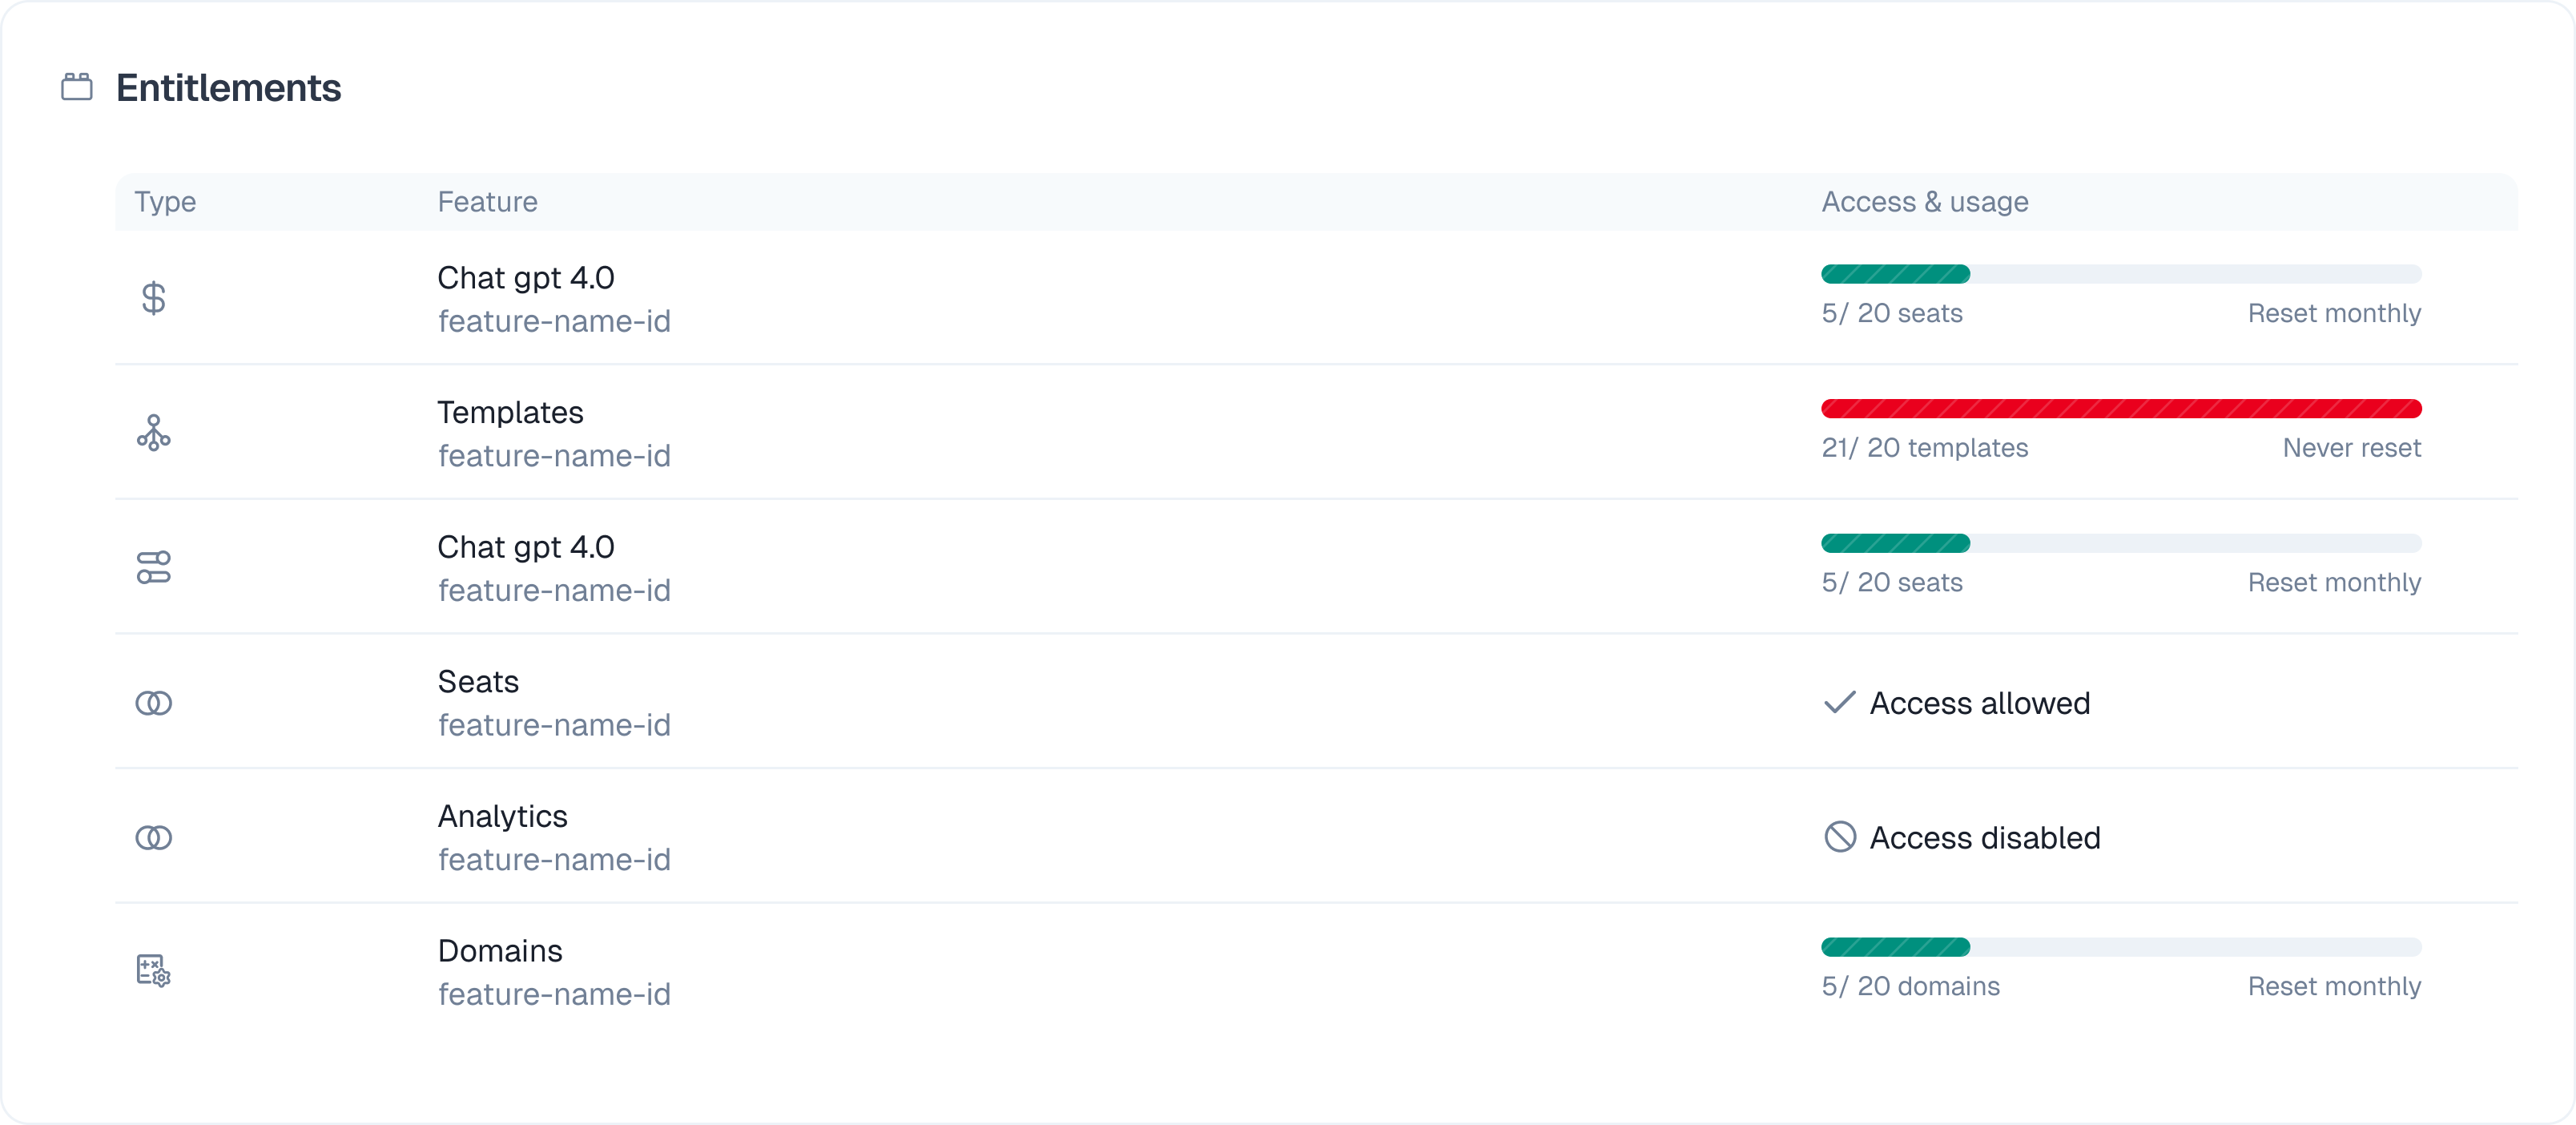 Entitlements
Type Feature Access & usage
Chat gpt 4.0
feature-name-id
5/ 20 seats Reset monthly
Templates
feature-name-id
21/ 20 templates Never reset
Chat gpt 4.0
feature-name-id
5/ 20 seats Reset monthly
Seats
feature-name-id
Access allowed
Analytics
feature-name-id
Access disabled
Domains
feature-name-id
5/ 20 domains Reset monthly